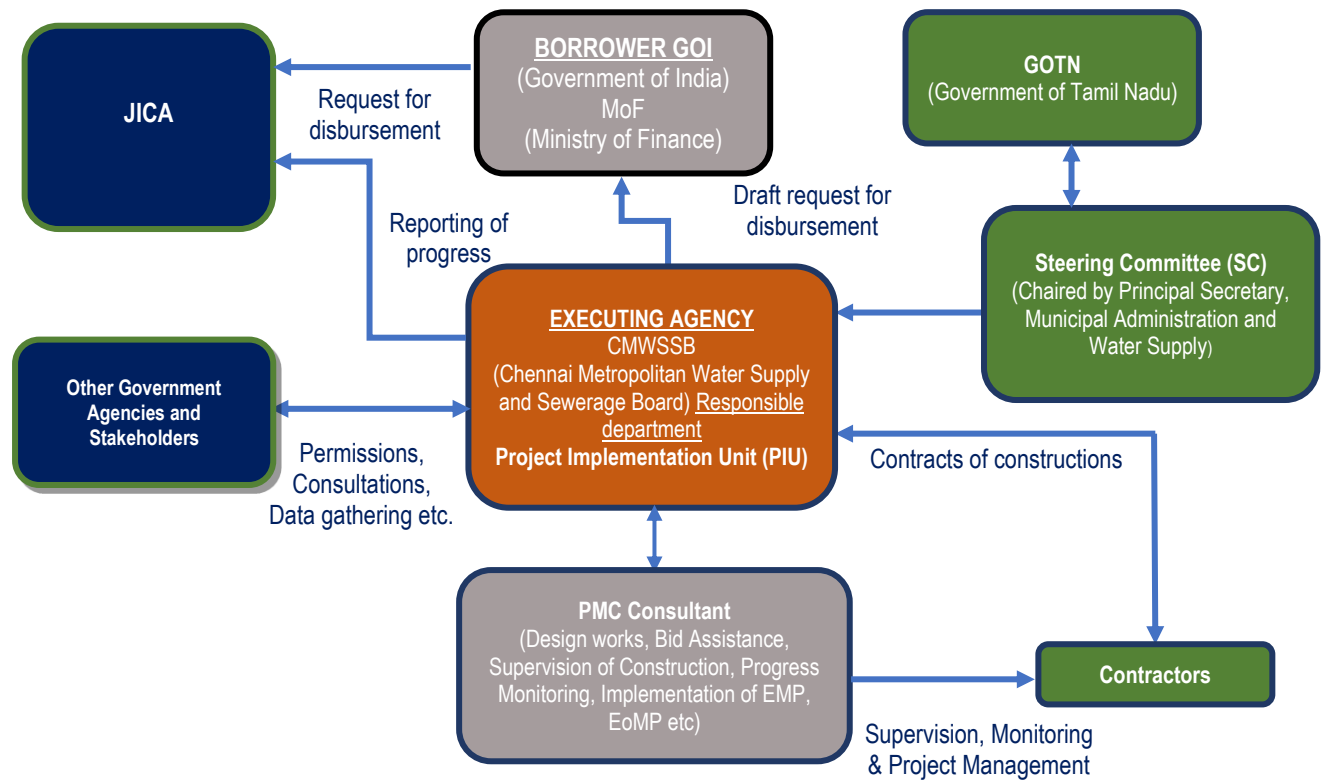 JICA
BORROWER GOI
(Government of India)
MoF
(Ministry of Finance)
GOTN
(Government of Tamil Nadu)
Request for
disbursement
Reporting of
progress
Draft request for
disbursement
Steering Committee (SC)
(Chaired by Principal Secretary,
Municipal Administration and
Water Supply)
EXECUTING AGENCY
CMWSSB
(Chennai Metropolitan Water Supply
and Sewerage Board) Responsible
department
Project Implementation Unit (PIU)
Other Government
Agencies and
Stakeholders
Permissions,
Consultations,
Data gathering etc.
Contracts of constructions
PMC Consultant
(Design works, Bid Assistance,
Supervision of Construction, Progress
Monitoring, Implementation of EMP,
EoMP etc)
Contractors
Supervision, Monitoring
& Project Management